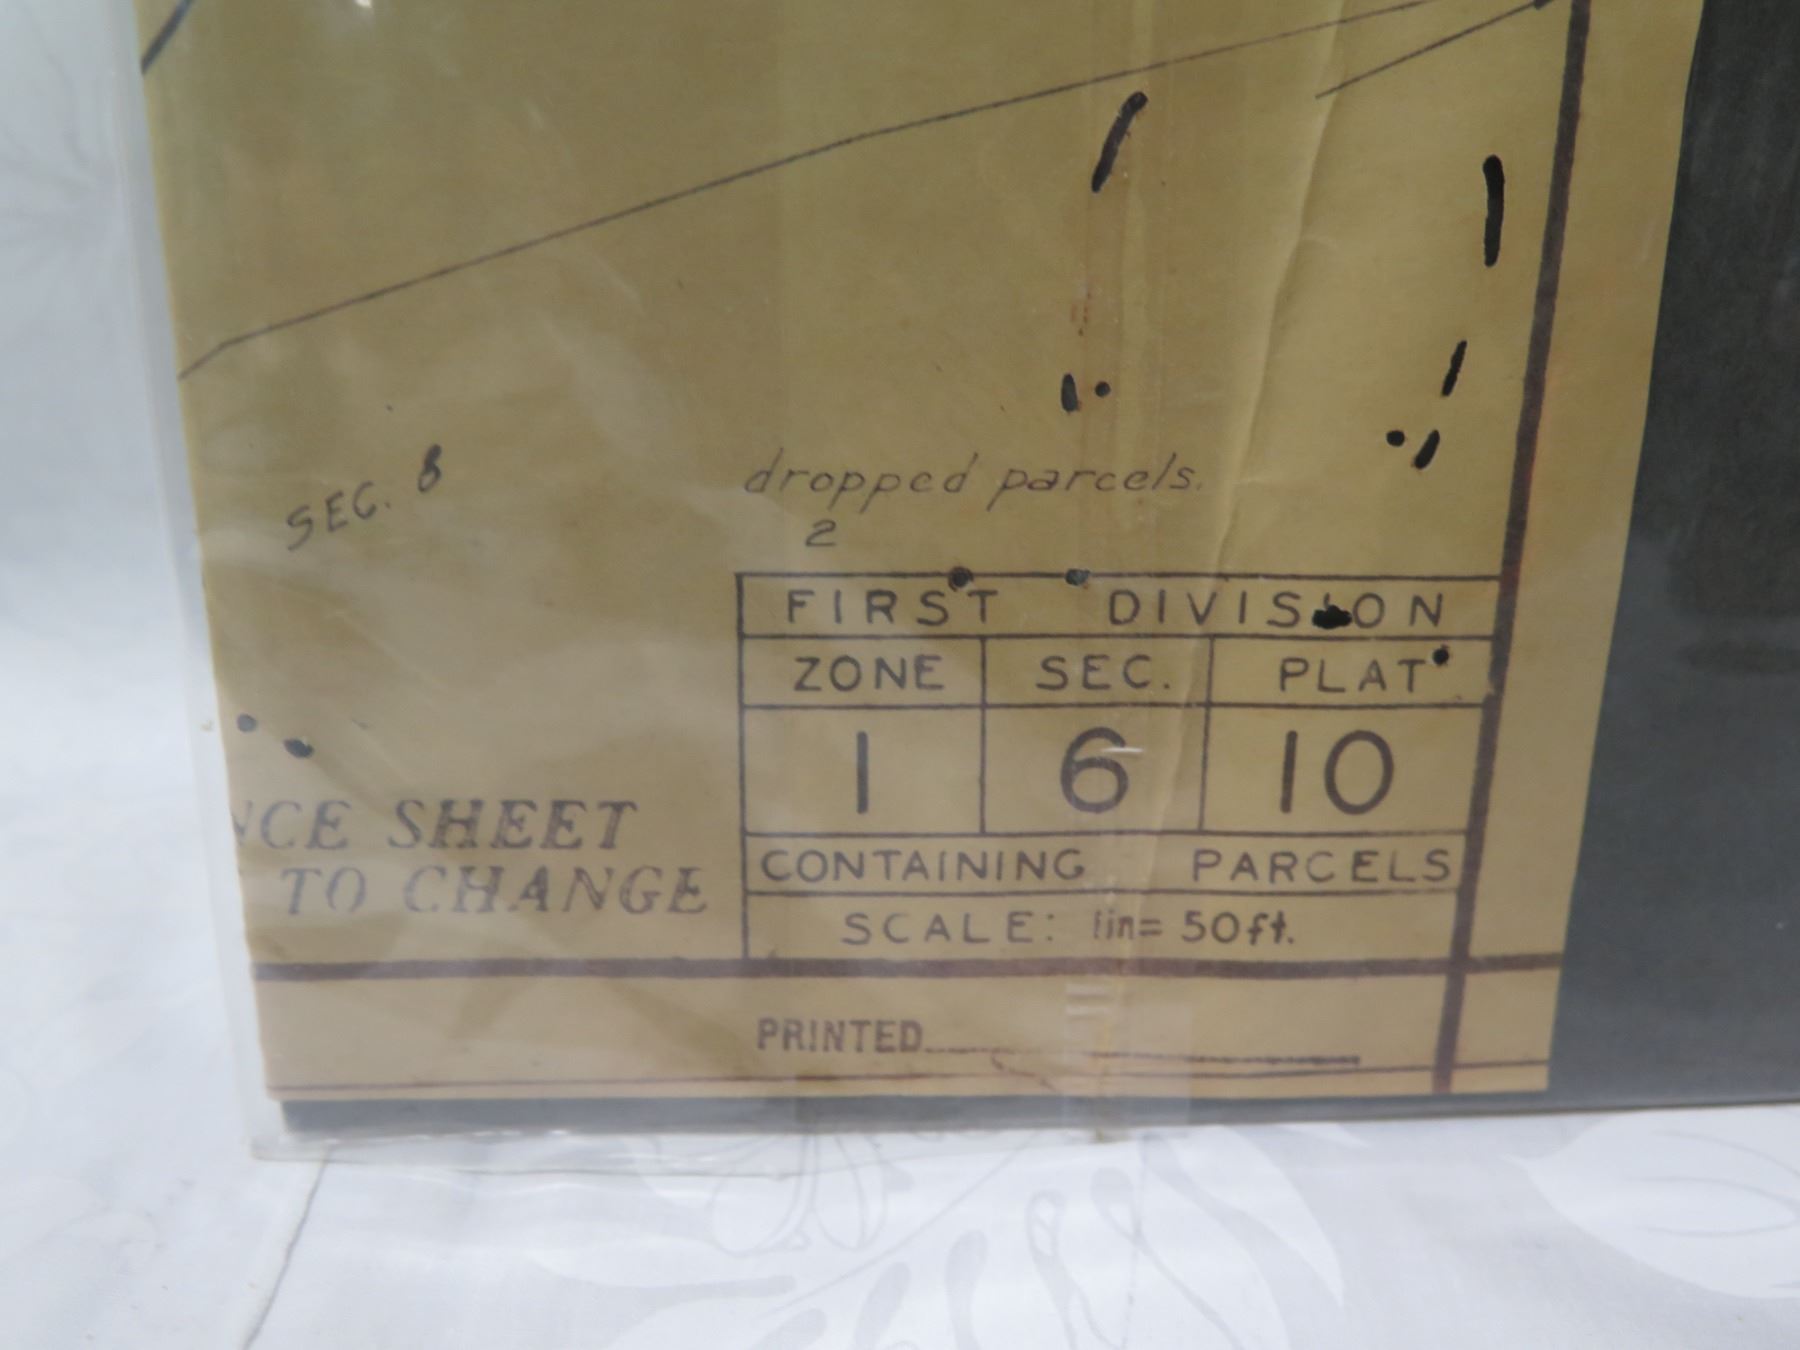 SEC. 8
dropped parcels.
2
FIRST DIVISION
ZONE SEC. PLAT
1 6 10
NCE SHEET
TO CHANGE
CONTAINING PARCELS
SCALE: 1in= 50ft.
PRINTED